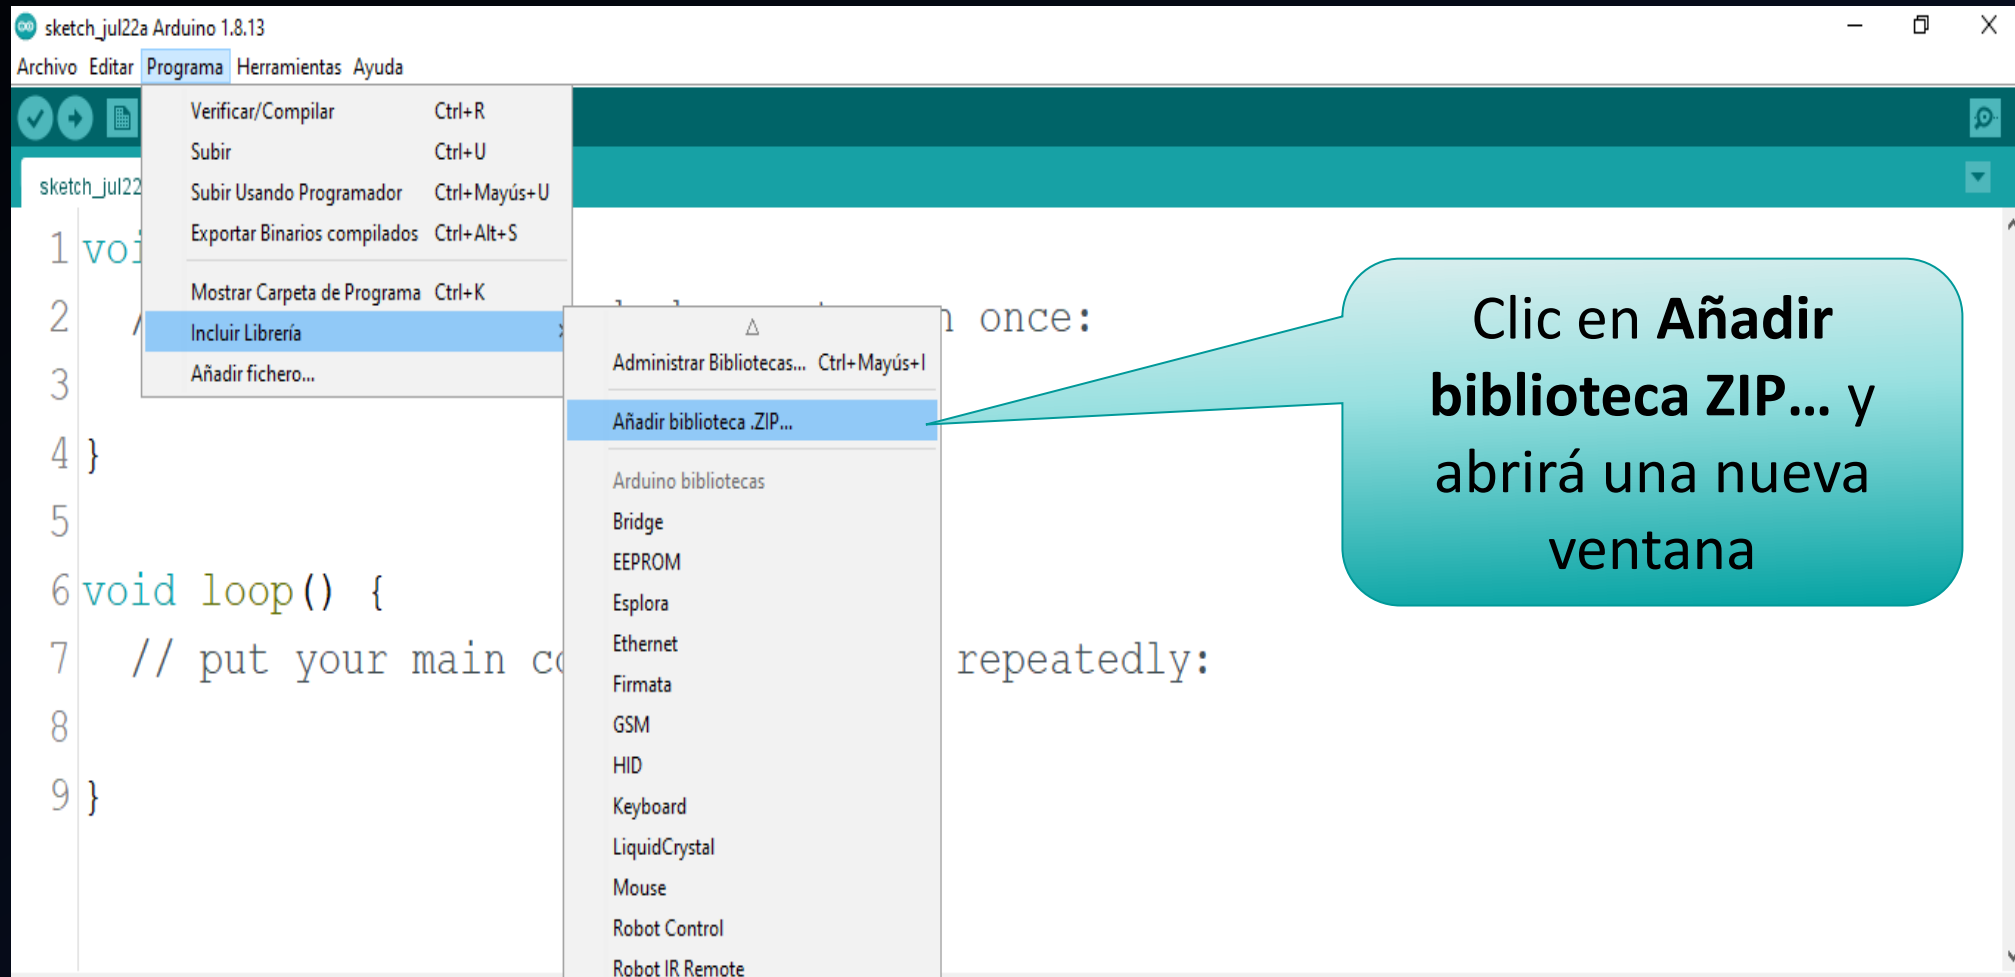 sketch_jul22a Arduino 1.8.13
Archivo Editar Programa Herramientas Ayuda
Verificar/Compilar Ctrl+R
Subir Ctrl+U
Subir Usando Programador Ctrl+Mayús+U
Exportar Binarios compilados Ctrl+Alt+S
Mostrar Carpeta de Programa Ctrl+K
Incluir Librería
Añadir fichero...
Administrar Bibliotecas... Ctrl+Mayús+I
Añadir biblioteca .ZIP...
Arduino bibliotecas
Bridge
EEPROM
Esplora
Ethernet
Firmata
GSM
HID
Keyboard
LiquidCrystal
Mouse
Robot Control
Robot IR Remote
sketch_jul22
1
2 once:
3
4 }
5
6 void loop() {
7 // put your main repeatedly:
8
9 }
Clic en Añadir
biblioteca ZIP... y
abrirá una nueva
ventana